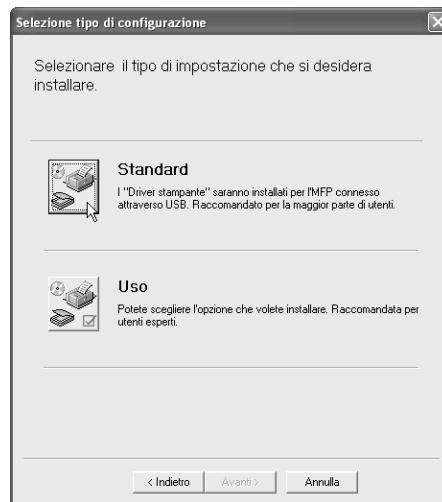 Selezione tipo di configurazione
Selezionare il tipo di impostazione che si desidera
installare.
Standard
I "Driver stampante" saranno installati per l'MFP connesso
attraverso USB. Raccomandato per la maggior parte di utenti.
Uso
Potete scegliere l'opzione che volete installare. Raccomandata per
utenti esperti.
< Indietro
Avanti >
Annulla